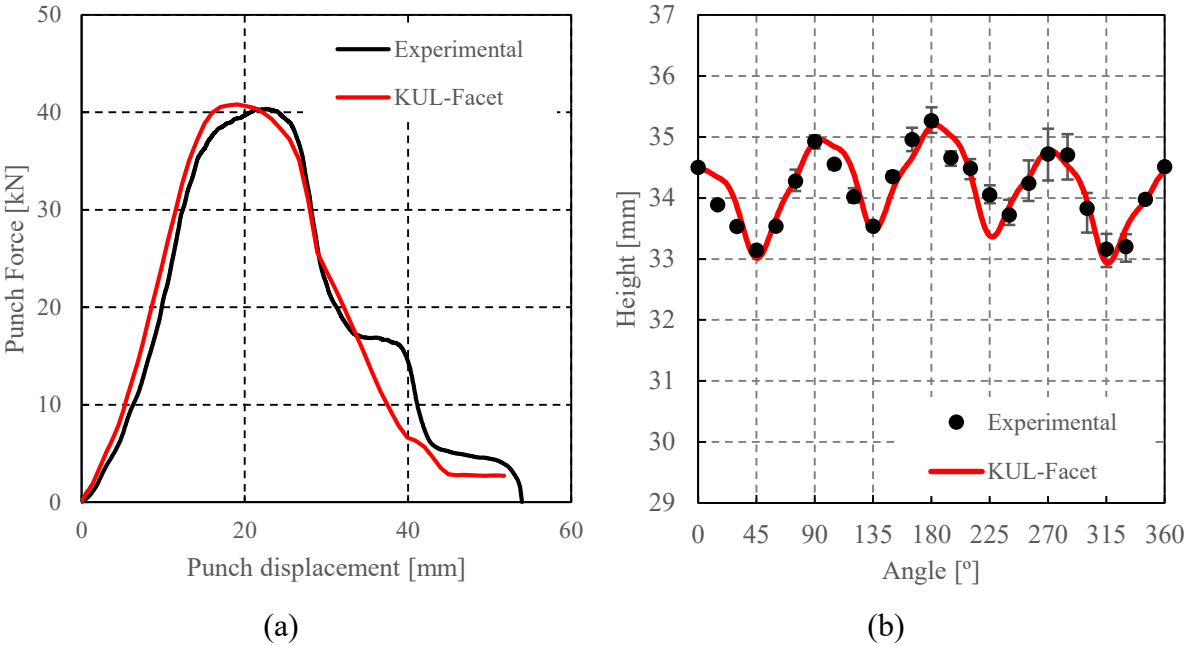 50
40
30
20
10
0
Punch Force [kN]
Experimental
KUL-Facet
0
20
40
60
Punch displacement [mm]
(a)
37
36
35
34
33
32
31
30
29
Height [mm]
Experimental
KUL-Facet
0 45 90 135 180 225 270 315 360
Angle [º]
(b)